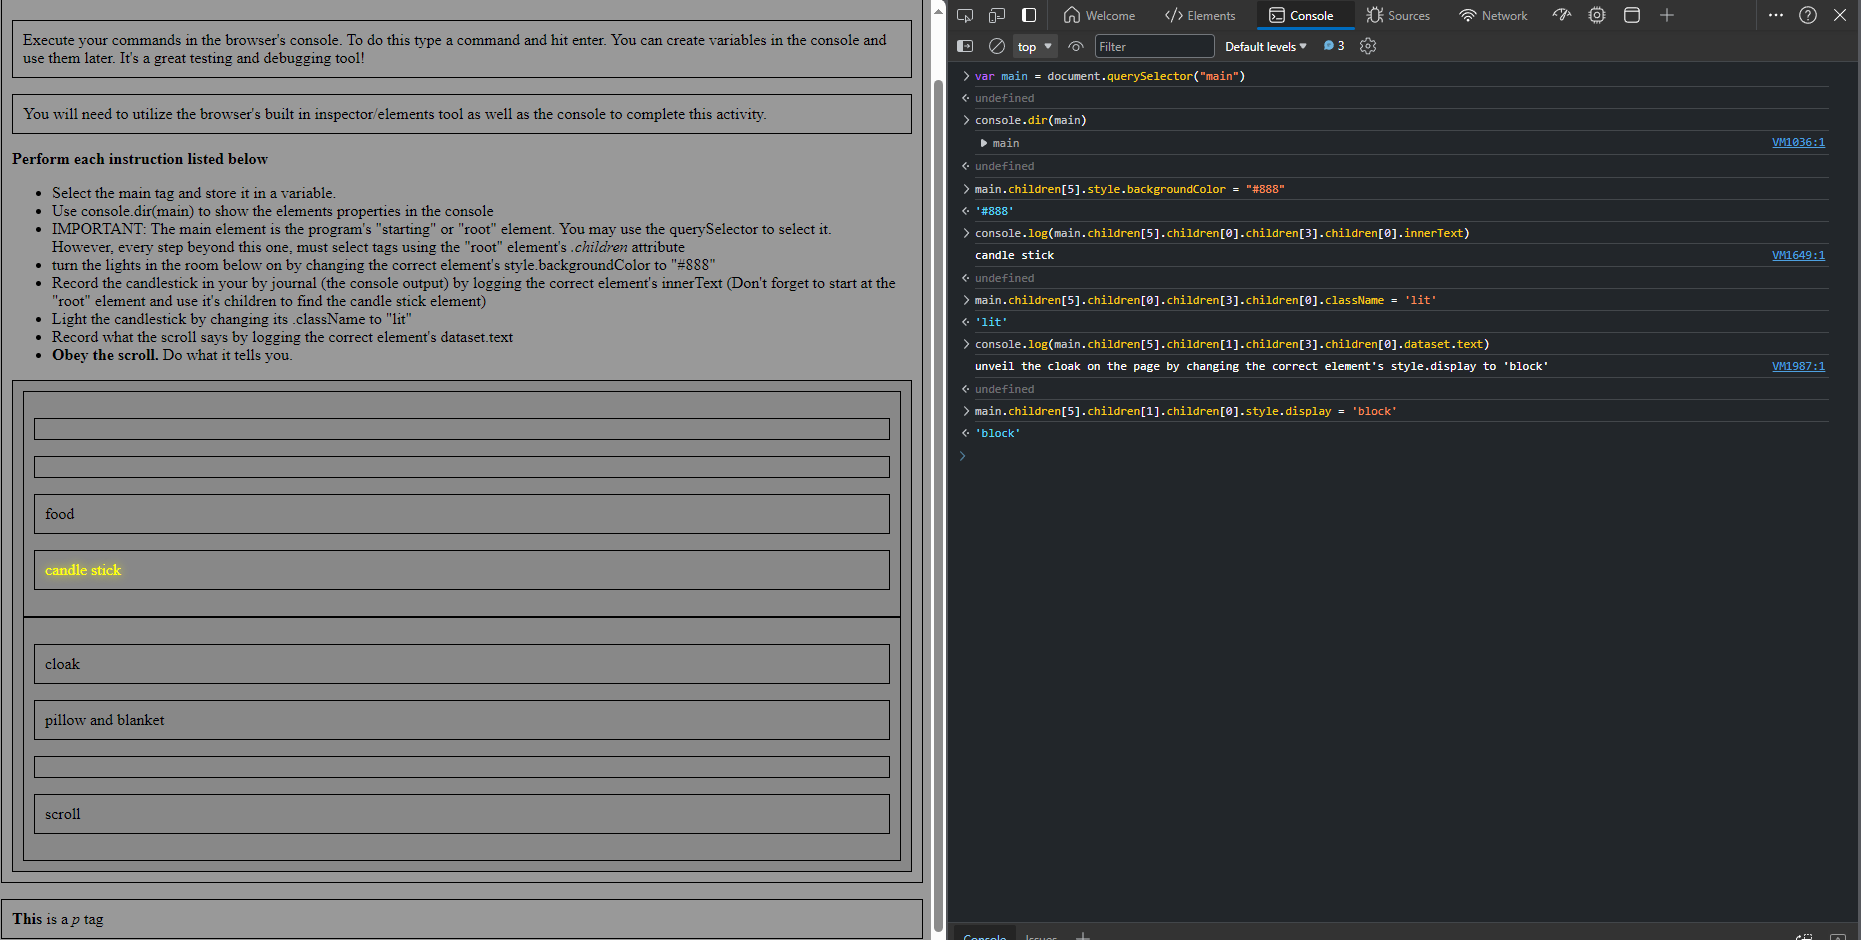 Execute your commands in the browser's console. To do this type a command and hit enter. You can create variables in the console and
use them later. It's a great testing and debugging tool!
You will need to utilize the browser's built in inspector/elements tool as well as the console to complete this activity.
Perform each instruction listed below
• Select the main tag and store it in a variable.
• Use console.dir(main) to show the elements properties in the console
• IMPORTANT: The main element is the program's "starting" or "root" element. You may use the querySelector to select it.
However, every step beyond this one, must select tags using the "root" element's .children attribute
• turn the lights in the room below on by changing the correct element's style.backgroundColor to "#888"
• Record the candlestick in your by journal (the console output) by logging the correct element's innerText (Don't forget to start at the
"root" element and use it's children to find the candle stick element)
• Light the candlestick by changing its .className to "lit"
• Record what the scroll says by logging the correct element's dataset.text
• Obey the scroll. Do what it tells you.
food
candle stick
cloak
pillow and blanket
scroll
This is a p tag
Welcome
</> Elements
Console
Sources
Network
top
Filter
Default levels
3
> var main = document.querySelector("main")
undefined
> console.dir(main)
main VM1036:1
undefined
> main.children[5].style.backgroundColor = "#888"
'#888'
> console.log(main.children[5].children[0].children[3].children[0].innerText)
candle stick VM1649:1
undefined
> main.children[5].children[0].children[3].children[0].className = 'lit'
'lit'
> console.log(main.children[5].children[1].children[3].children[0].dataset.text)
unveil the cloak on the page by changing the correct element's style.display to 'block' VM1987:1
undefined
> main.children[5].children[1].children[0].style.display = 'block'
'block'
>
Console Issues